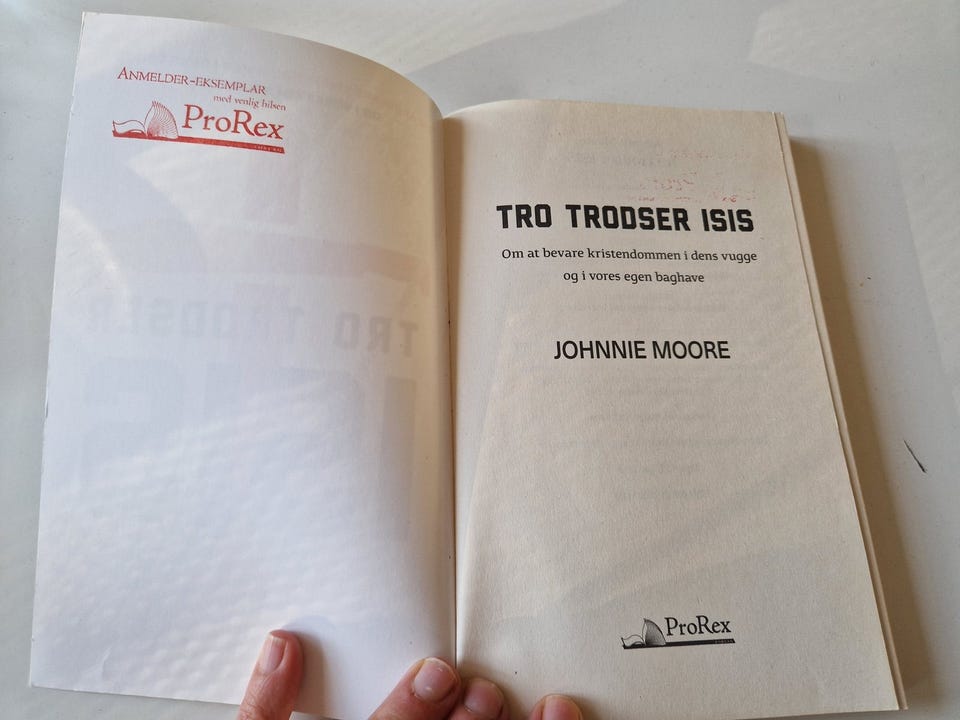 ANMELDER-EKSEMPLAR
med venlig hilsen
ProRex
TRO TRODSER ISIS
Om at bevare kristendommen i dens vugge
og i vores egen baghave
JOHNNIE MOORE
ProRex